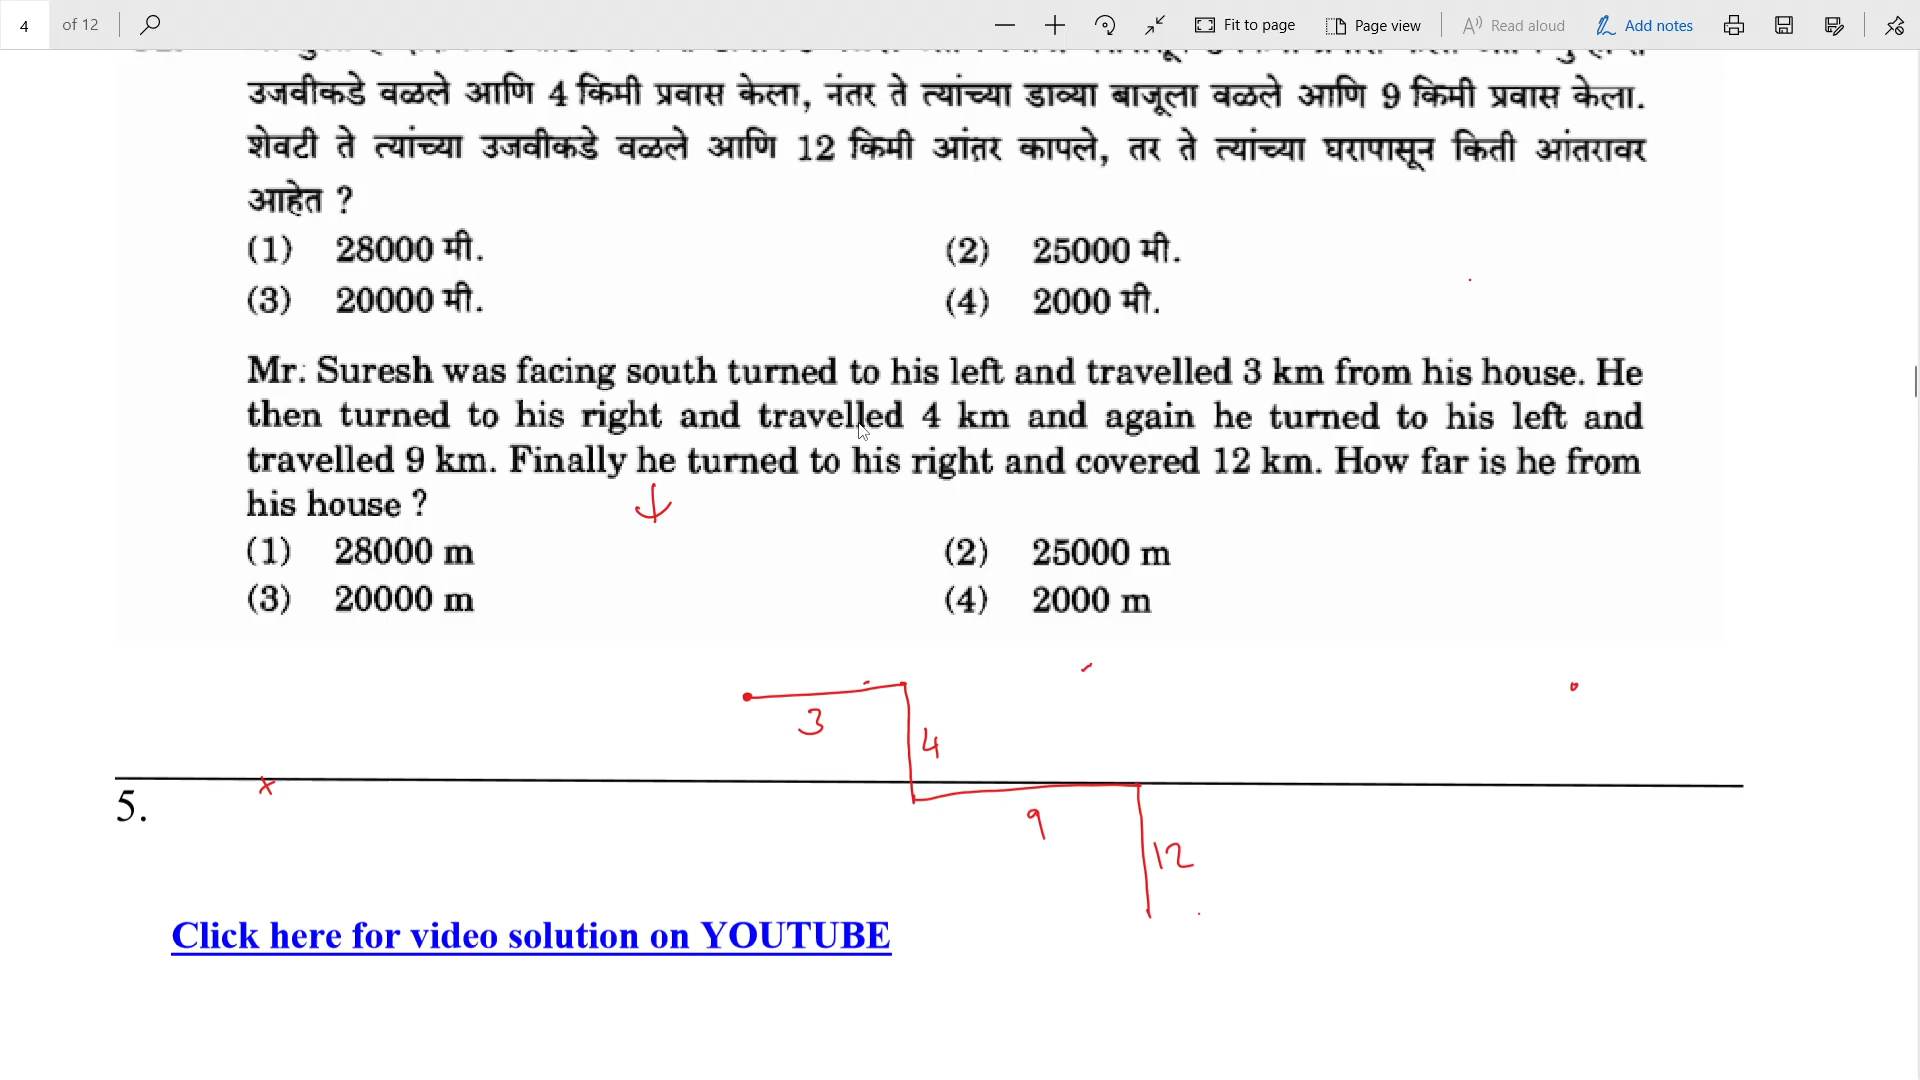 4 of 12 Fit to page Page view Read aloud Add notes
उजवीकडे वळले आणि 4 किमी प्रवास केला, नंतर ते त्यांच्या डाव्या बाजूला वळले आणि 9 किमी प्रवास केला.
शेवटी ते त्यांच्या उजवीकडे वळले आणि 12 किमी आंतर कापले, तर ते त्यांच्या घरापासून किती आंतरावर
आहेत ?
(1) 28000 मी. (2) 25000 मी.
(3) 20000 मी. (4) 2000 मी.
Mr. Suresh was facing south turned to his left and travelled 3 km from his house. He
then turned to his right and travelled 4 km and again he turned to his left and
travelled 9 km. Finally he turned to his right and covered 12 km. How far is he from
his house ?
(1) 28000 m (2) 25000 m
(3) 20000 m (4) 2000 m
3
4
5.
9
12
Click here for video solution on YOUTUBE